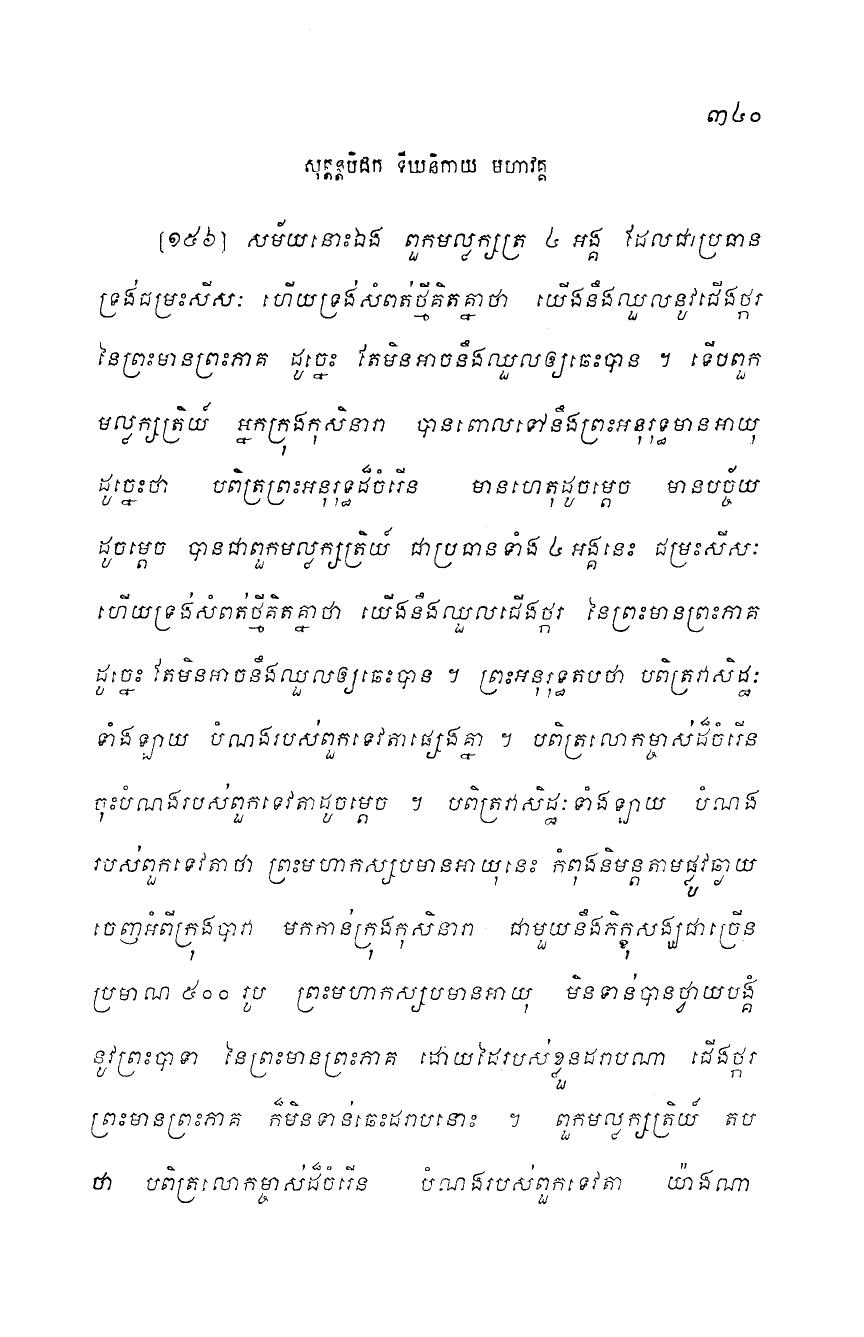 ៣៤០
សុត្តន្តបិដក ទីឃនិកាយ មហាវគ្គ
[១៥៦] សម័យនោះឯង ពួកមល្លក្សត្រ ៤ អង្គ ដែលជាប្រធាន
ទ្រង់ជម្រះសីសៈ ហើយទ្រង់សំពត់ថ្មីគិតគ្នាថា យើងនឹងឈួលនូវជើងថ្ករ
នៃព្រះមានព្រះភាគ ដូច្នេះ តែមិនអាចនឹងឈួលឲ្យឆេះបាន ។ ទើបពួក
មល្លក្សត្រិយ៍ អ្នកក្រុងកុសិនារា បានពោលទៅនឹងព្រះអនុរុទ្ធមានអាយុ
ដូច្នេះថា បពិត្រព្រះអនុរុទ្ធដ៏ចំរើន មានហេតុដូចម្តេច មានបច្ច័យ
ដូចម្តេច បានជាពួកមល្លក្សត្រិយ៍ ជាប្រធានទាំង ៤ អង្គនេះ ជម្រះសីសៈ
ហើយទ្រង់សំពត់ថ្មីគិតគ្នាថា យើងនឹងឈួលជើងថ្ករ នៃព្រះមានព្រះភាគ
ដូច្នេះ តែមិនអាចនឹងឈួលឲ្យឆេះបាន ។ ព្រះអនុរុទ្ធតបថា បពិត្រវាសិដ្ឋៈ
ទាំងឡាយ បំណងរបស់ពួកទេវតាផ្សេងគ្នា ។ បពិត្រលោកម្ចាស់ដ៏ចំរើន
ចុះបំណងរបស់ពួកទេវតាដូចម្តេច ។ បពិត្រវាសិដ្ឋៈទាំងឡាយ បំណង
របស់ពួកទេវតាថា ព្រះមហាកស្សបមានអាយុនេះ កំពុងនិមន្តតាមផ្លូវឆ្ងាយ
ចេញអំពីក្រុងបាវា មកកាន់ក្រុងកុសិនារា ជាមួយនឹងភិក្ខុសង្ឃជាច្រើន
ប្រមាណ ៥០០ រូប ព្រះមហាកស្សបមានអាយុ មិនទាន់បានថ្វាយបង្គំ
នូវព្រះបាទា នៃព្រះមានព្រះភាគ ដោយដៃរបស់ខ្លួនដរាបណា ជើងថ្ករ
ព្រះមានព្រះភាគ ក៏មិនទាន់ឆេះដរាបនោះ ។ ពួកមល្លក្សត្រិយ៍ តប
ថា បពិត្រលោកម្ចាស់ដ៏ចំរើន បំណងរបស់ពួកទេវតា យ៉ាងណា